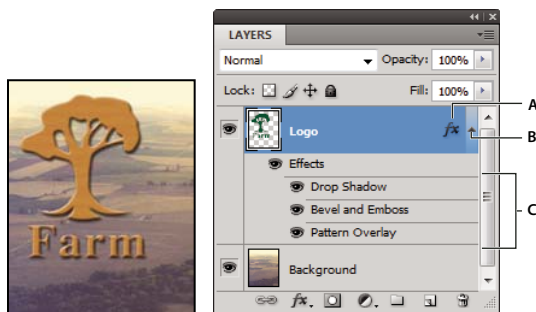 LAYERS
Normal Opacity: 100%
Lock: Fill: 100%
A
Logo fx
B
Effects
Drop Shadow
C
Bevel and Emboss
Farm
Pattern Overlay
Background
fx.